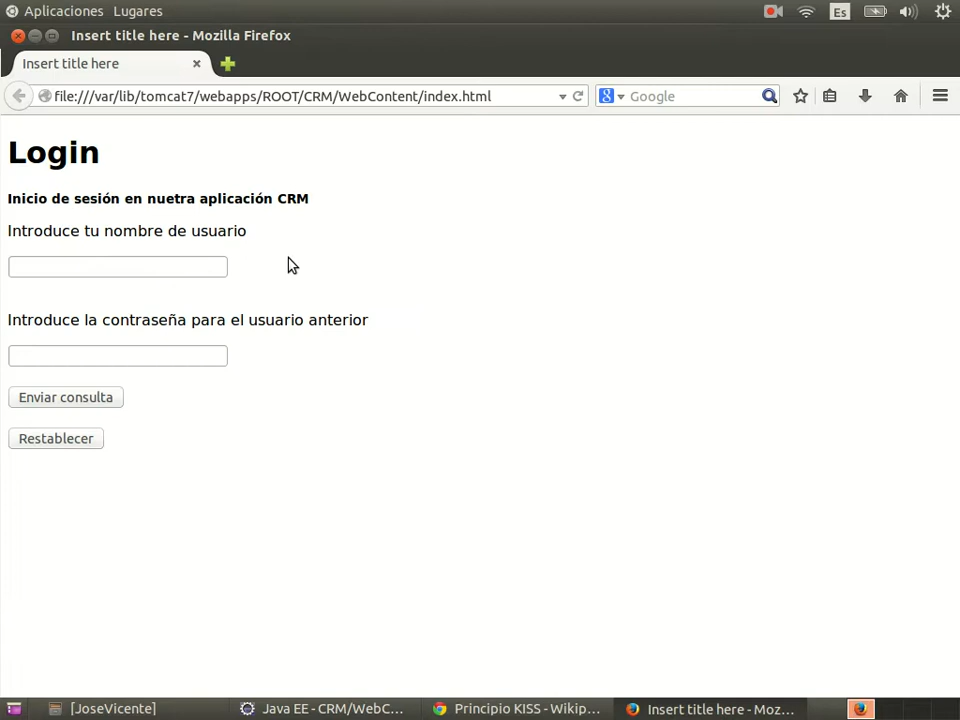 Aplicaciones Lugares Es
Insert title here - Mozilla Firefox
Insert title here
file:///var/lib/tomcat7/webapps/ROOT/CRM/WebContent/index.html Google
Login
Inicio de sesión en nuetra aplicación CRM
Introduce tu nombre de usuario
Introduce la contraseña para el usuario anterior
Enviar consulta
Restablecer
[JoseVicente] Java EE - CRM/WebC... Principio KISS - Wikip... Insert title here - Moz...